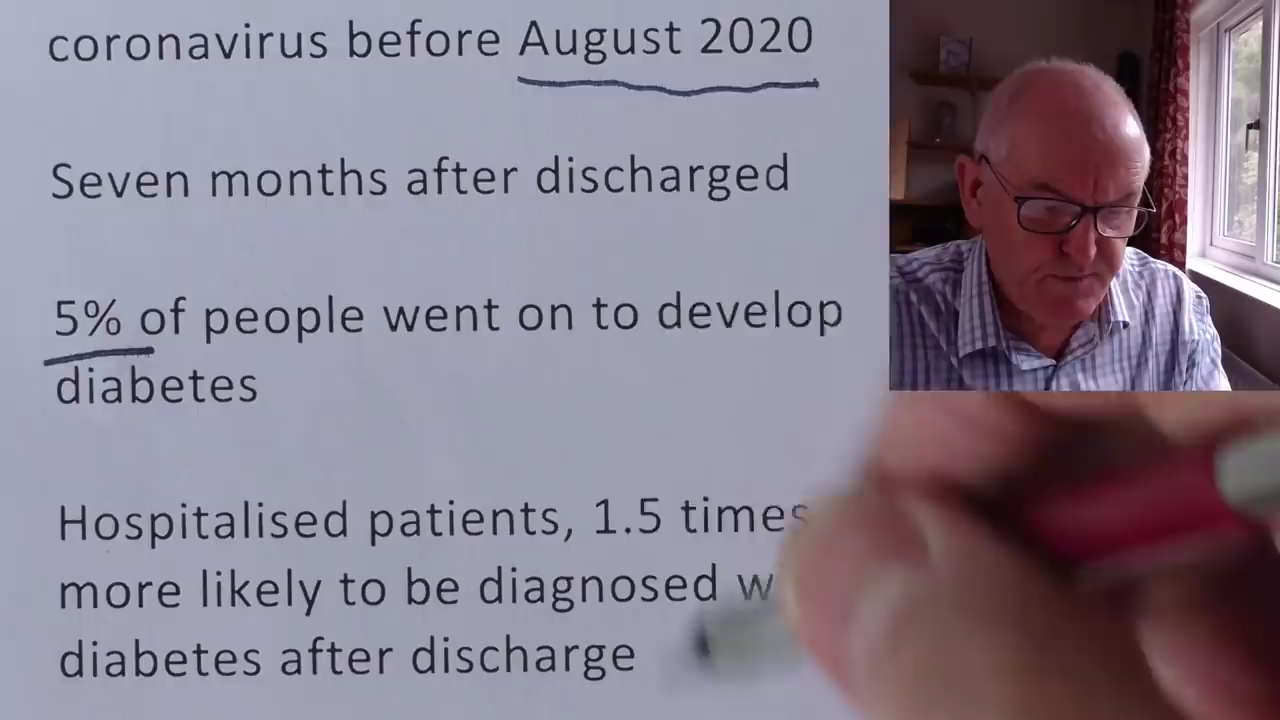 coronavirus before August 2020
Seven months after discharged
5% of people went on to develop
diabetes
Hospitalised patients, 1.5 times
more likely to be diagnosed
diabetes after discharge